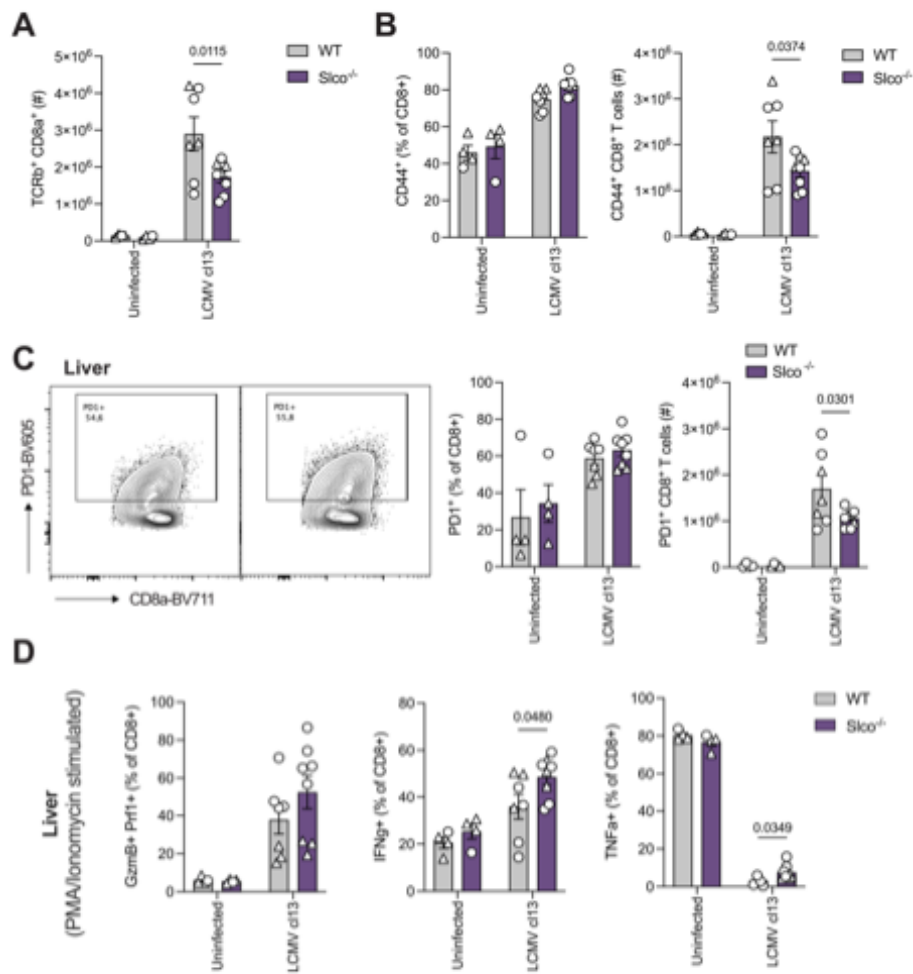 A
5×10⁶
4×10⁶
3×10⁶
2×10⁶
1×10⁶
0
TCRb⁺ CD8a⁺ (#)
0.0115
Uninfected
LCMV cl13
WT
Slco⁻/⁻
B
80
60
40
20
0
CD44⁺ (% of CD8+)
Uninfected
LCMV cl13
4×10⁶
3×10⁶
2×10⁶
1×10⁶
0
CD44⁺ CD8⁺ T cells (#)
0.0374
Uninfected
LCMV cl13
WT
Slco⁻/⁻
C
Liver
PD1+
54,6
PD1+
55,8
PD1-BV605
CD8a-BV711
100
80
60
40
20
0
PD1⁺ (% of CD8+)
Uninfected
LCMV cl13
WT
Slco⁻/⁻
4×10⁶
2×10⁶
1×10⁶
0
PD1⁺ CD8⁺ T cells (#)
0.0301
Uninfected
LCMV cl13
D
Liver
(PMA/Ionomycin stimulated)
100
80
60
40
20
0
GzmB+ Prf1+ (% of CD8+)
Uninfected
LCMV cl13
80
60
40
20
0
IFNg+ (% of CD8+)
0.0480
Uninfected
LCMV cl13
100
80
60
40
20
0
TNFa+ (% of CD8+)
0.0349
Uninfected
LCMV cl13
WT
Slco⁻/⁻